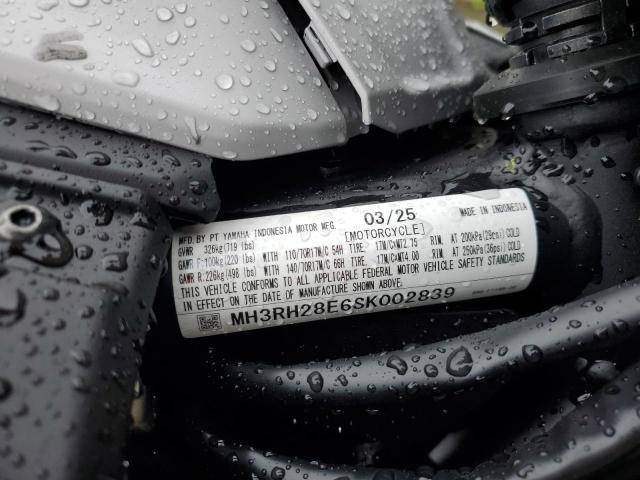 MFD. BY PT YAMAHA INDONESIA MOTOR MFG. 03/25 MADE IN INDONESIA
GVWR 326kg(719 lbs) [MOTORCYCLE]
GAWR F:100kg(220 lbs) WITH 110/70R17M/C 54H TIRE. 17M/CXMT2.75 RIM. AT 200kPa(29psi)COLD
GAWR R:226kg(498 lbs) WITH 140/70R17M/C 66H TIRE. 17M/CXMT4.00 RIM. AT 250kPa(36psi)COLD
THIS VEHICLE CONFORMS TO ALL APPLICABLE FEDERAL MOTOR VEHICLE SAFETY STANDARDS
IN EFFECT ON THE DATE OF MANUFACTURE SHOWN ABOVE.
MH3RH28E6SK002839